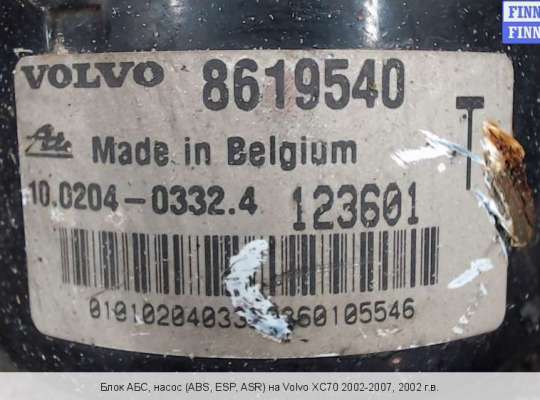 FINN
FINN
VOLVO 8619540
Ate Made in Belgium T
10.0204-0332.4 123601
Блок АБС, насос (ABS, ESP, ASR) на Volvo XC70 2002-2007, 2002 г.в.